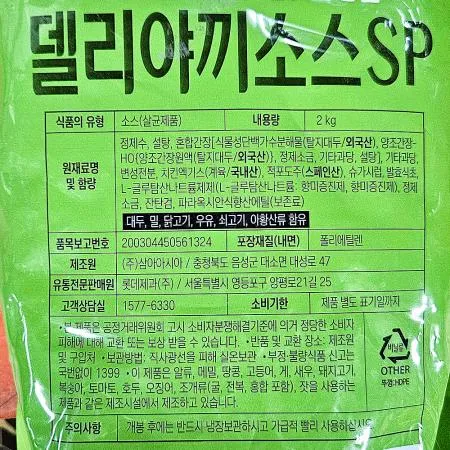 델리야끼소스SP
식품의 유형 소스(살균제품) 내용량 2 kg
원재료명 및 함량
정제수, 설탕, 혼합간장[식물성단백가수분해물(탈지대두/외국산), 양조간장-
HO{양조간장원액(탈지대두/외국산)}, 정제소금, 기타과당, 설탕], 기타과당,
변성전분, 치킨엑기스(계육/국내산), 적포도주(스페인산), 슈가시럽, 발효식초,
L-글루탐산나트륨제제(L-글루탐산나트륨: 향미증진제, 향미증진제), 정제
소금, 잔탄검, 파라옥시안식향산에틸(보존료)
대두, 밀, 닭고기, 우유, 쇠고기, 아황산류 함유
품목보고번호 200304450561324 포장재질(내면) 폴리에틸렌
제조원 (주)삼아아시아 / 충청북도 음성군 대소면 대성로 47
유통전문판매원 롯데제과(주) / 서울특별시 영등포구 양평로21길 25
고객상담실 1577-6330 소비기한 제품 별도 표기일까지
•본 제품은 공정거래위원회 고시 소비자분쟁해결기준에 의거 정당한 소비자
피해에 대해 교환 또는 보상 받을 수 있습니다. •반품 및 교환 장소: 제조원
및 구입처 •보관방법: 직사광선을 피해 실온보관 •부정·불량식품 신고는
국번없이 1399 •이 제품은 알류, 메밀, 땅콩, 고등어, 게, 새우, 돼지고기,
복숭아, 토마토, 호두, 오징어, 조개류(굴, 전복, 홍합 포함), 잣을 사용하는
제품과 같은 제조시설에서 제조하고 있습니다.
비닐류
OTHER
뚜껑:HDPE
주의사항 개봉 후에는 반드시 냉장보관하시고 가급적 빨리 사용하십시오